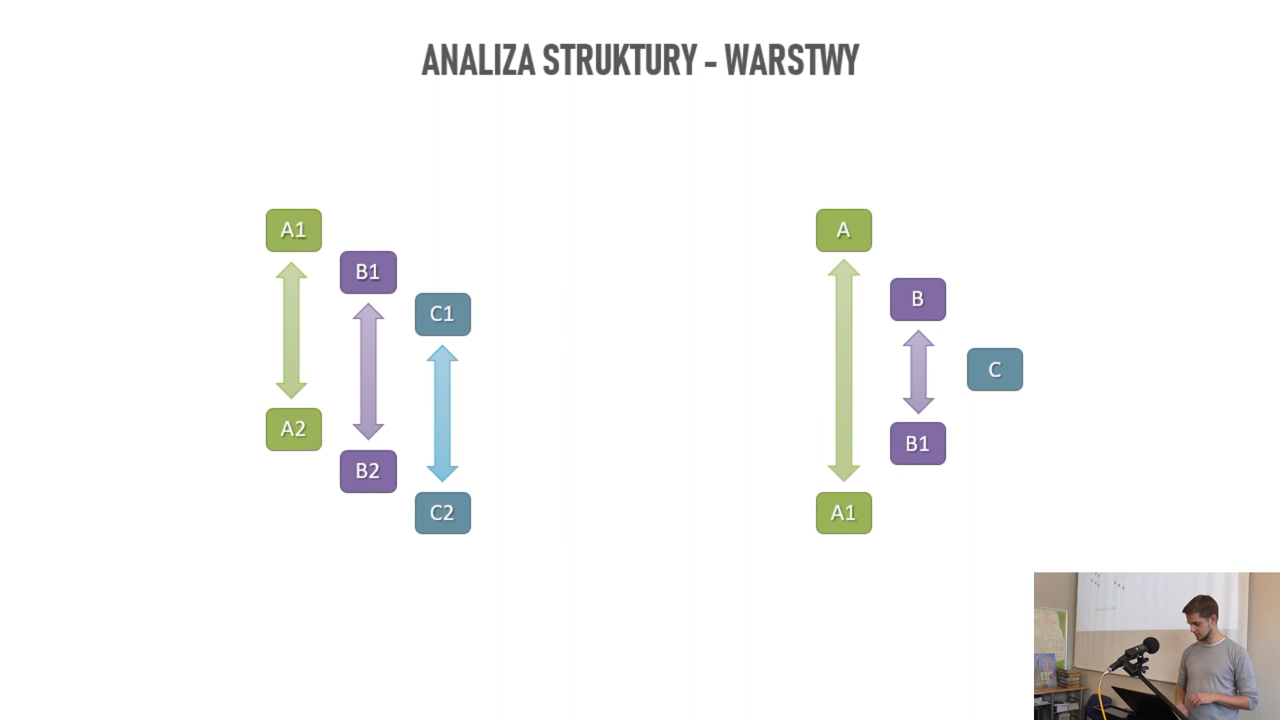 ANALIZA STRUKTURY - WARSTWY
A1
B1
C1
A2
B2
C2
A
B
C
B1
A1